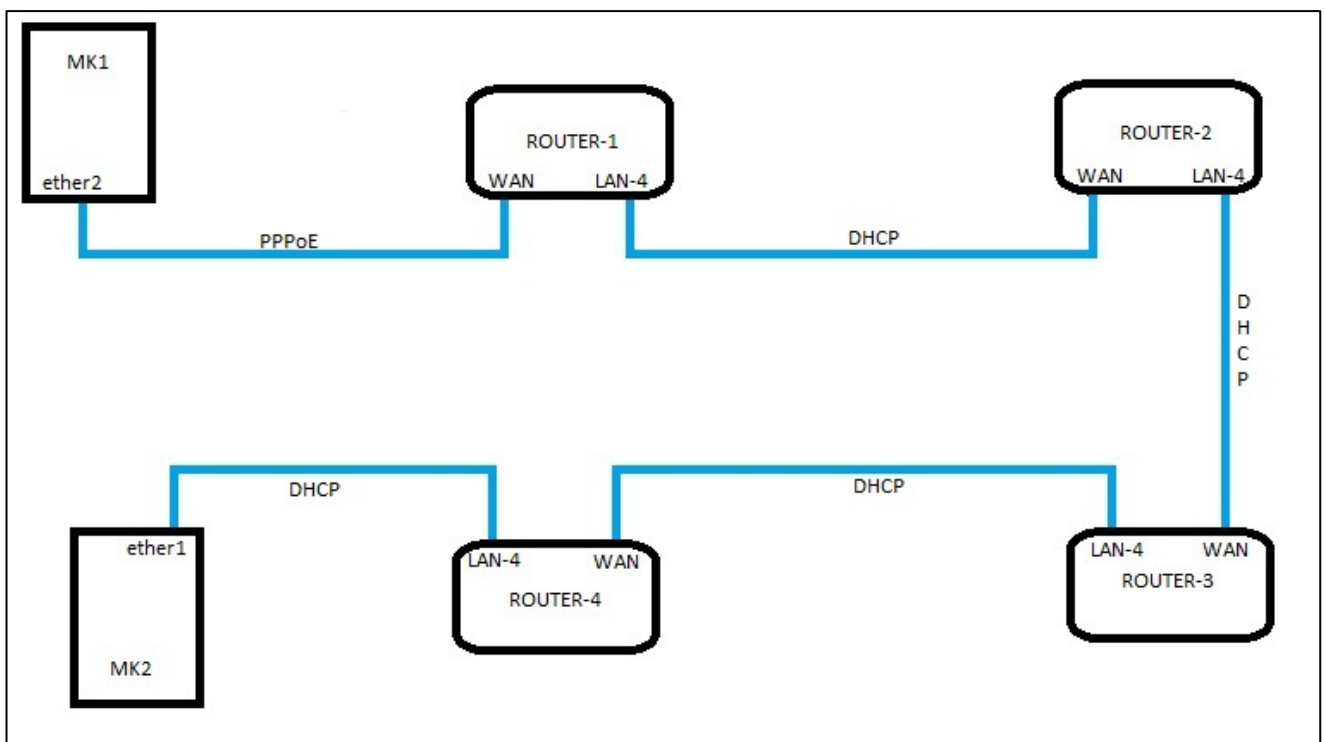 MK1
ether2
PPPoE
ROUTER-1
WAN LAN-4
DHCP
ROUTER-2
WAN LAN-4
D
H
C
P
DHCP
LAN-4 WAN
ROUTER-3
LAN-4 WAN
ROUTER-4
DHCP
ether1
MK2